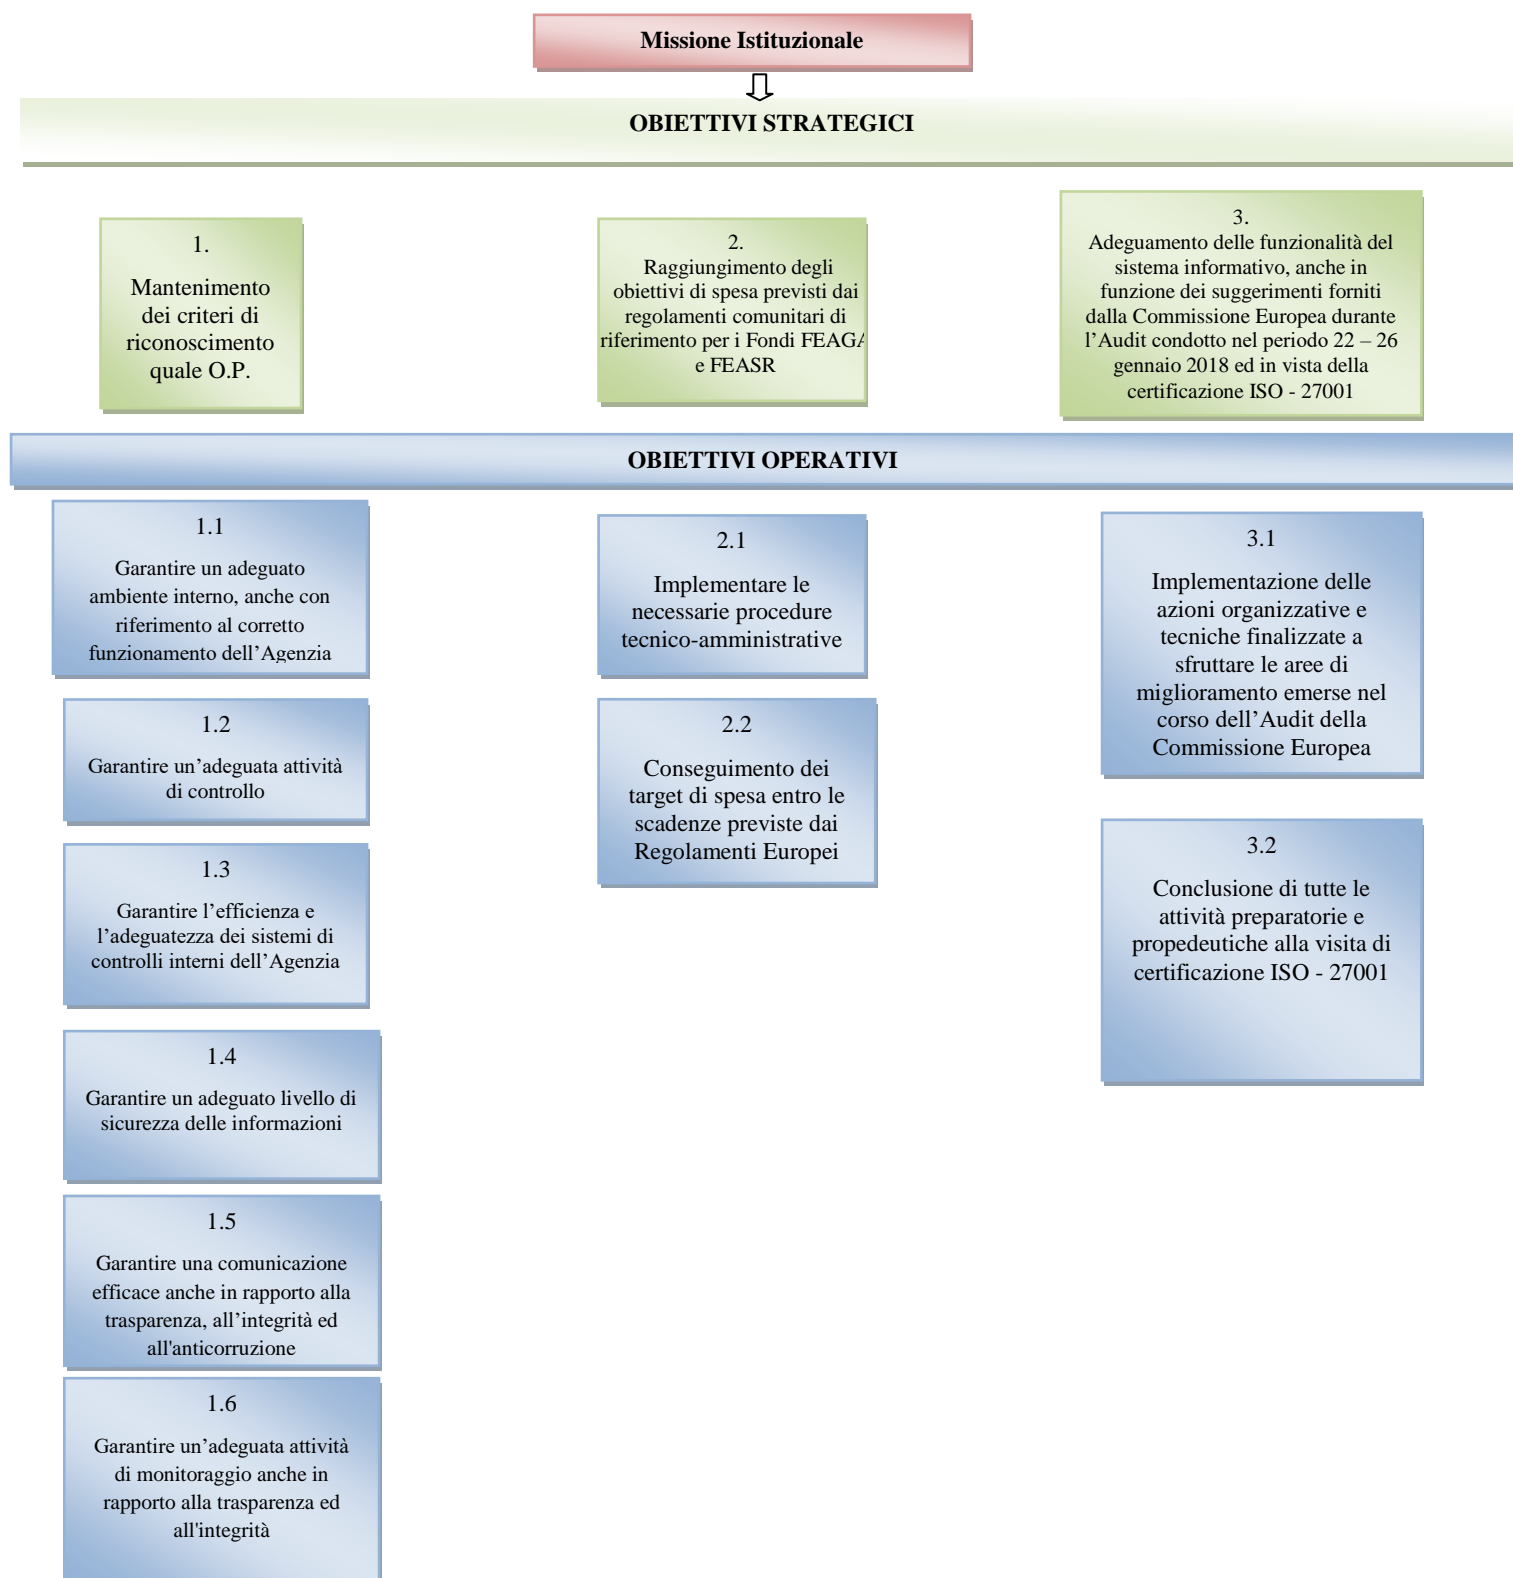 Missione Istituzionale
OBIETTIVI STRATEGICI
1.
Mantenimento
dei criteri di
riconoscimento
quale O.P.
2.
Raggiungimento degli
obiettivi di spesa previsti dai
regolamenti comunitari di
riferimento per i Fondi FEAGA
e FEASR
3.
Adeguamento delle funzionalità del
sistema informativo, anche in
funzione dei suggerimenti forniti
dalla Commissione Europea durante
l’Audit condotto nel periodo 22 – 26
gennaio 2018 ed in vista della
certificazione ISO - 27001
OBIETTIVI OPERATIVI
1.1
Garantire un adeguato
ambiente interno, anche con
riferimento al corretto
funzionamento dell’Agenzia
1.2
Garantire un’adeguata attività
di controllo
1.3
Garantire l’efficienza e
l’adeguatezza dei sistemi di
controlli interni dell’Agenzia
1.4
Garantire un adeguato livello di
sicurezza delle informazioni
1.5
Garantire una comunicazione
efficace anche in rapporto alla
trasparenza, all’integrità ed
all'anticorruzione
1.6
Garantire un’adeguata attività
di monitoraggio anche in
rapporto alla trasparenza ed
all'integrità
2.1
Implementare le
necessarie procedure
tecnico-amministrative
2.2
Conseguimento dei
target di spesa entro le
scadenze previste dai
Regolamenti Europei
3.1
Implementazione delle
azioni organizzative e
tecniche finalizzate a
sfruttare le aree di
miglioramento emerse nel
corso dell’Audit della
Commissione Europea
3.2
Conclusione di tutte le
attività preparatorie e
propedeutiche alla visita di
certificazione ISO - 27001